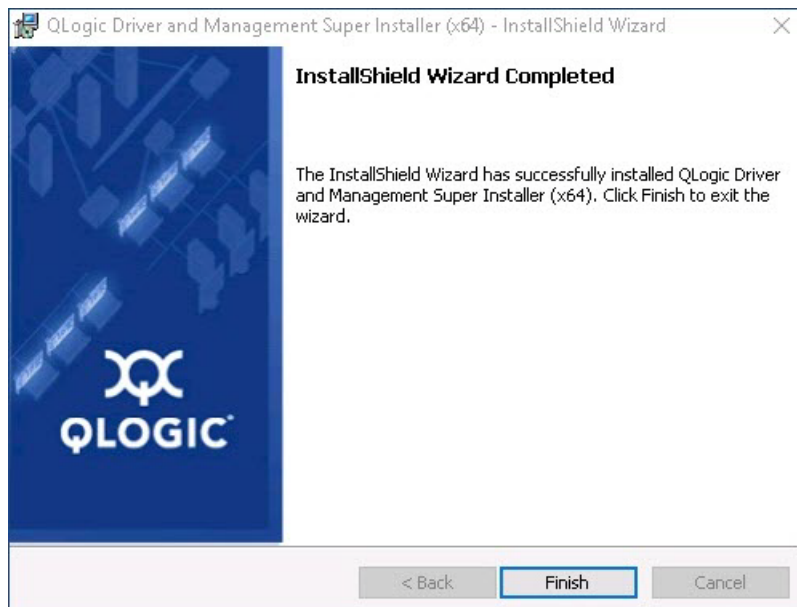 QLogic Driver and Management Super Installer (x64) - InstallShield Wizard
InstallShield Wizard Completed
The InstallShield Wizard has successfully installed QLogic Driver
and Management Super Installer (x64). Click Finish to exit the
wizard.
QLOGIC
< Back
Finish
Cancel